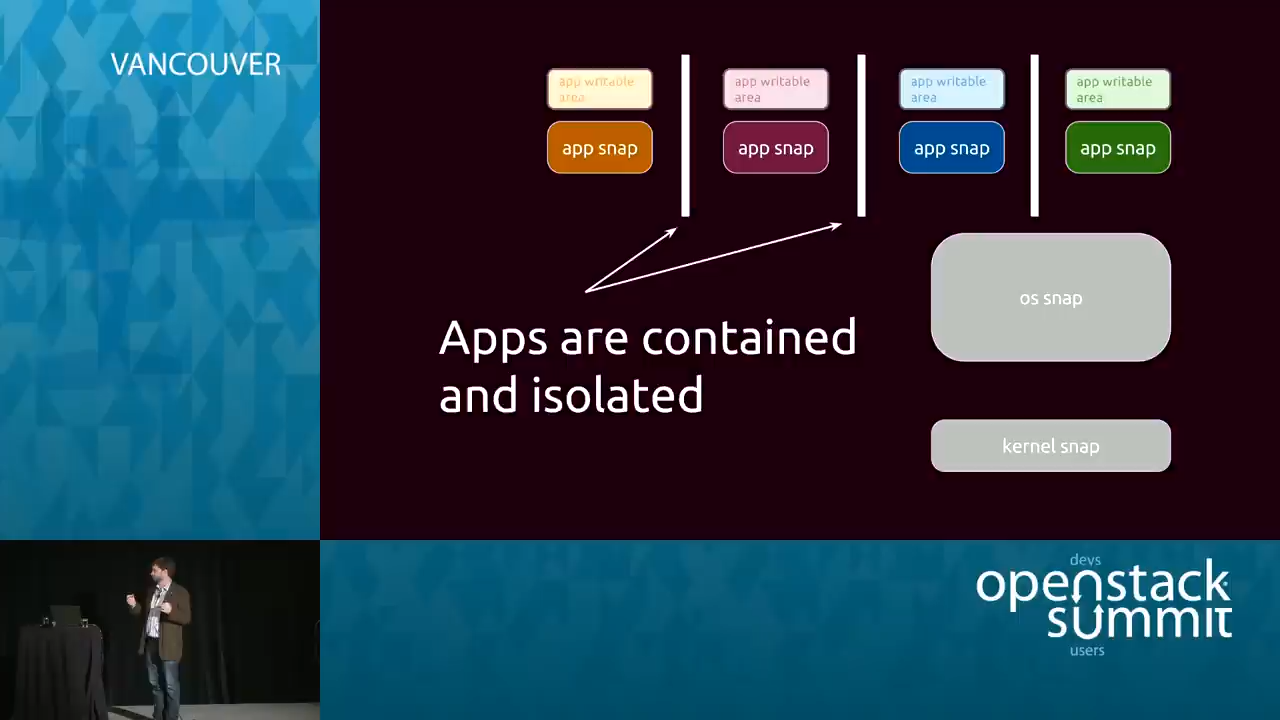 VANCOUVER
app writable
area
app writable
area
app writable
area
app writable
area
app snap
app snap
app snap
app snap
os snap
Apps are contained
and isolated
kernel snap
devs
openstack
summit
users